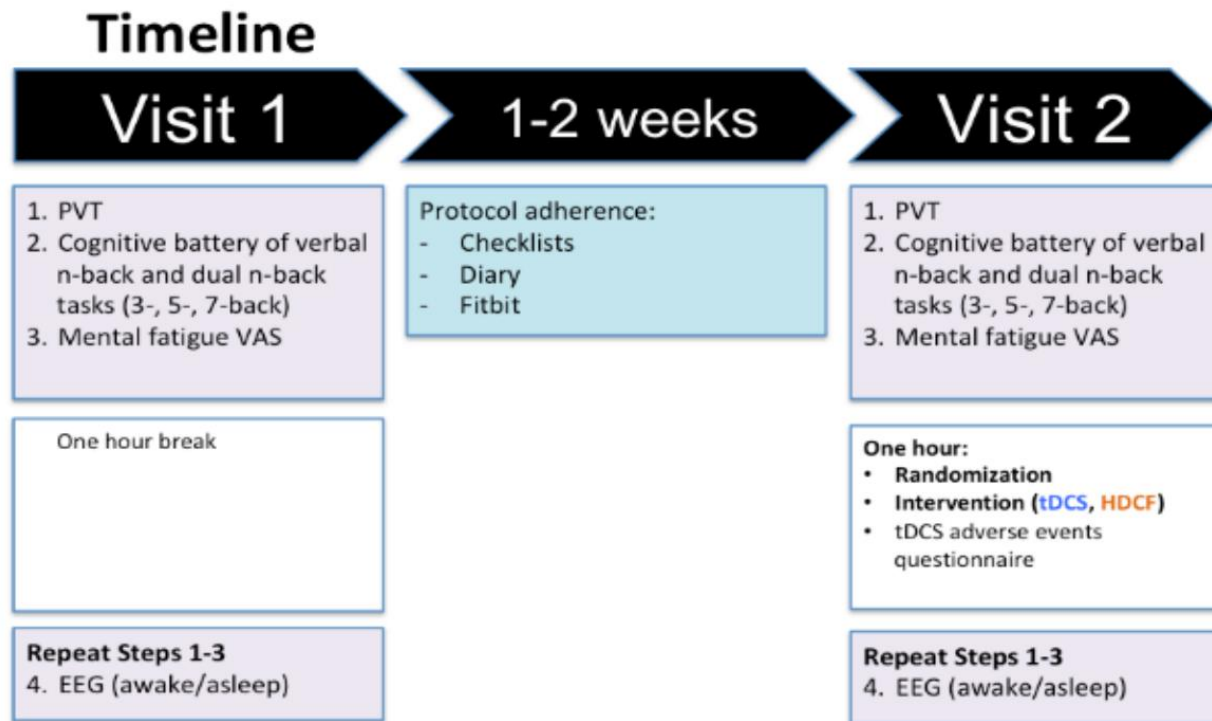 Timeline
Visit 1
1-2 weeks
Visit 2
1. PVT
2. Cognitive battery of verbal
n-back and dual n-back
tasks (3-, 5-, 7-back)
3. Mental fatigue VAS
Protocol adherence:
- Checklists
- Diary
- Fitbit
1. PVT
2. Cognitive battery of verbal
n-back and dual n-back
tasks (3-, 5-, 7-back)
3. Mental fatigue VAS
One hour break
One hour:
• Randomization
• Intervention (tDCS, HDCF)
• tDCS adverse events
questionnaire
Repeat Steps 1-3
4. EEG (awake/asleep)
Repeat Steps 1-3
4. EEG (awake/asleep)